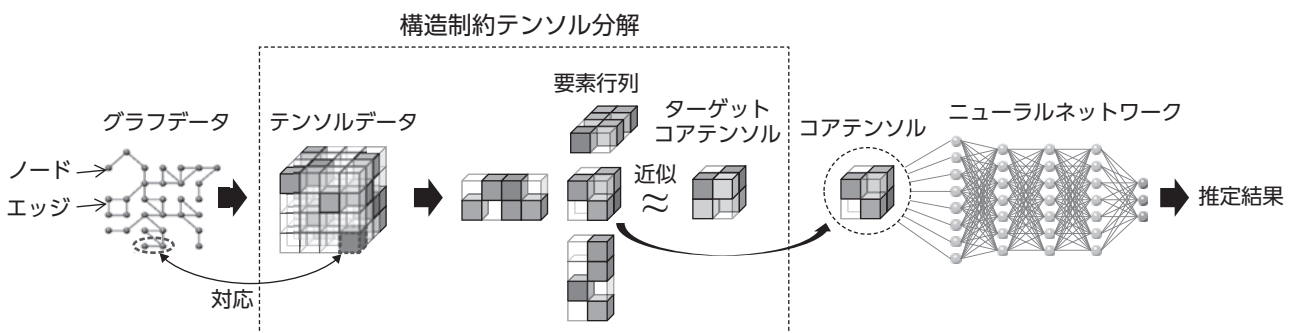 構造制約テンソル分解
要素行列
グラフデータ
テンソルデータ
ターゲット
コアテンソル
コアテンソル
ニューラルネットワーク
ノード
エッジ
近似
≈
推定結果
対応